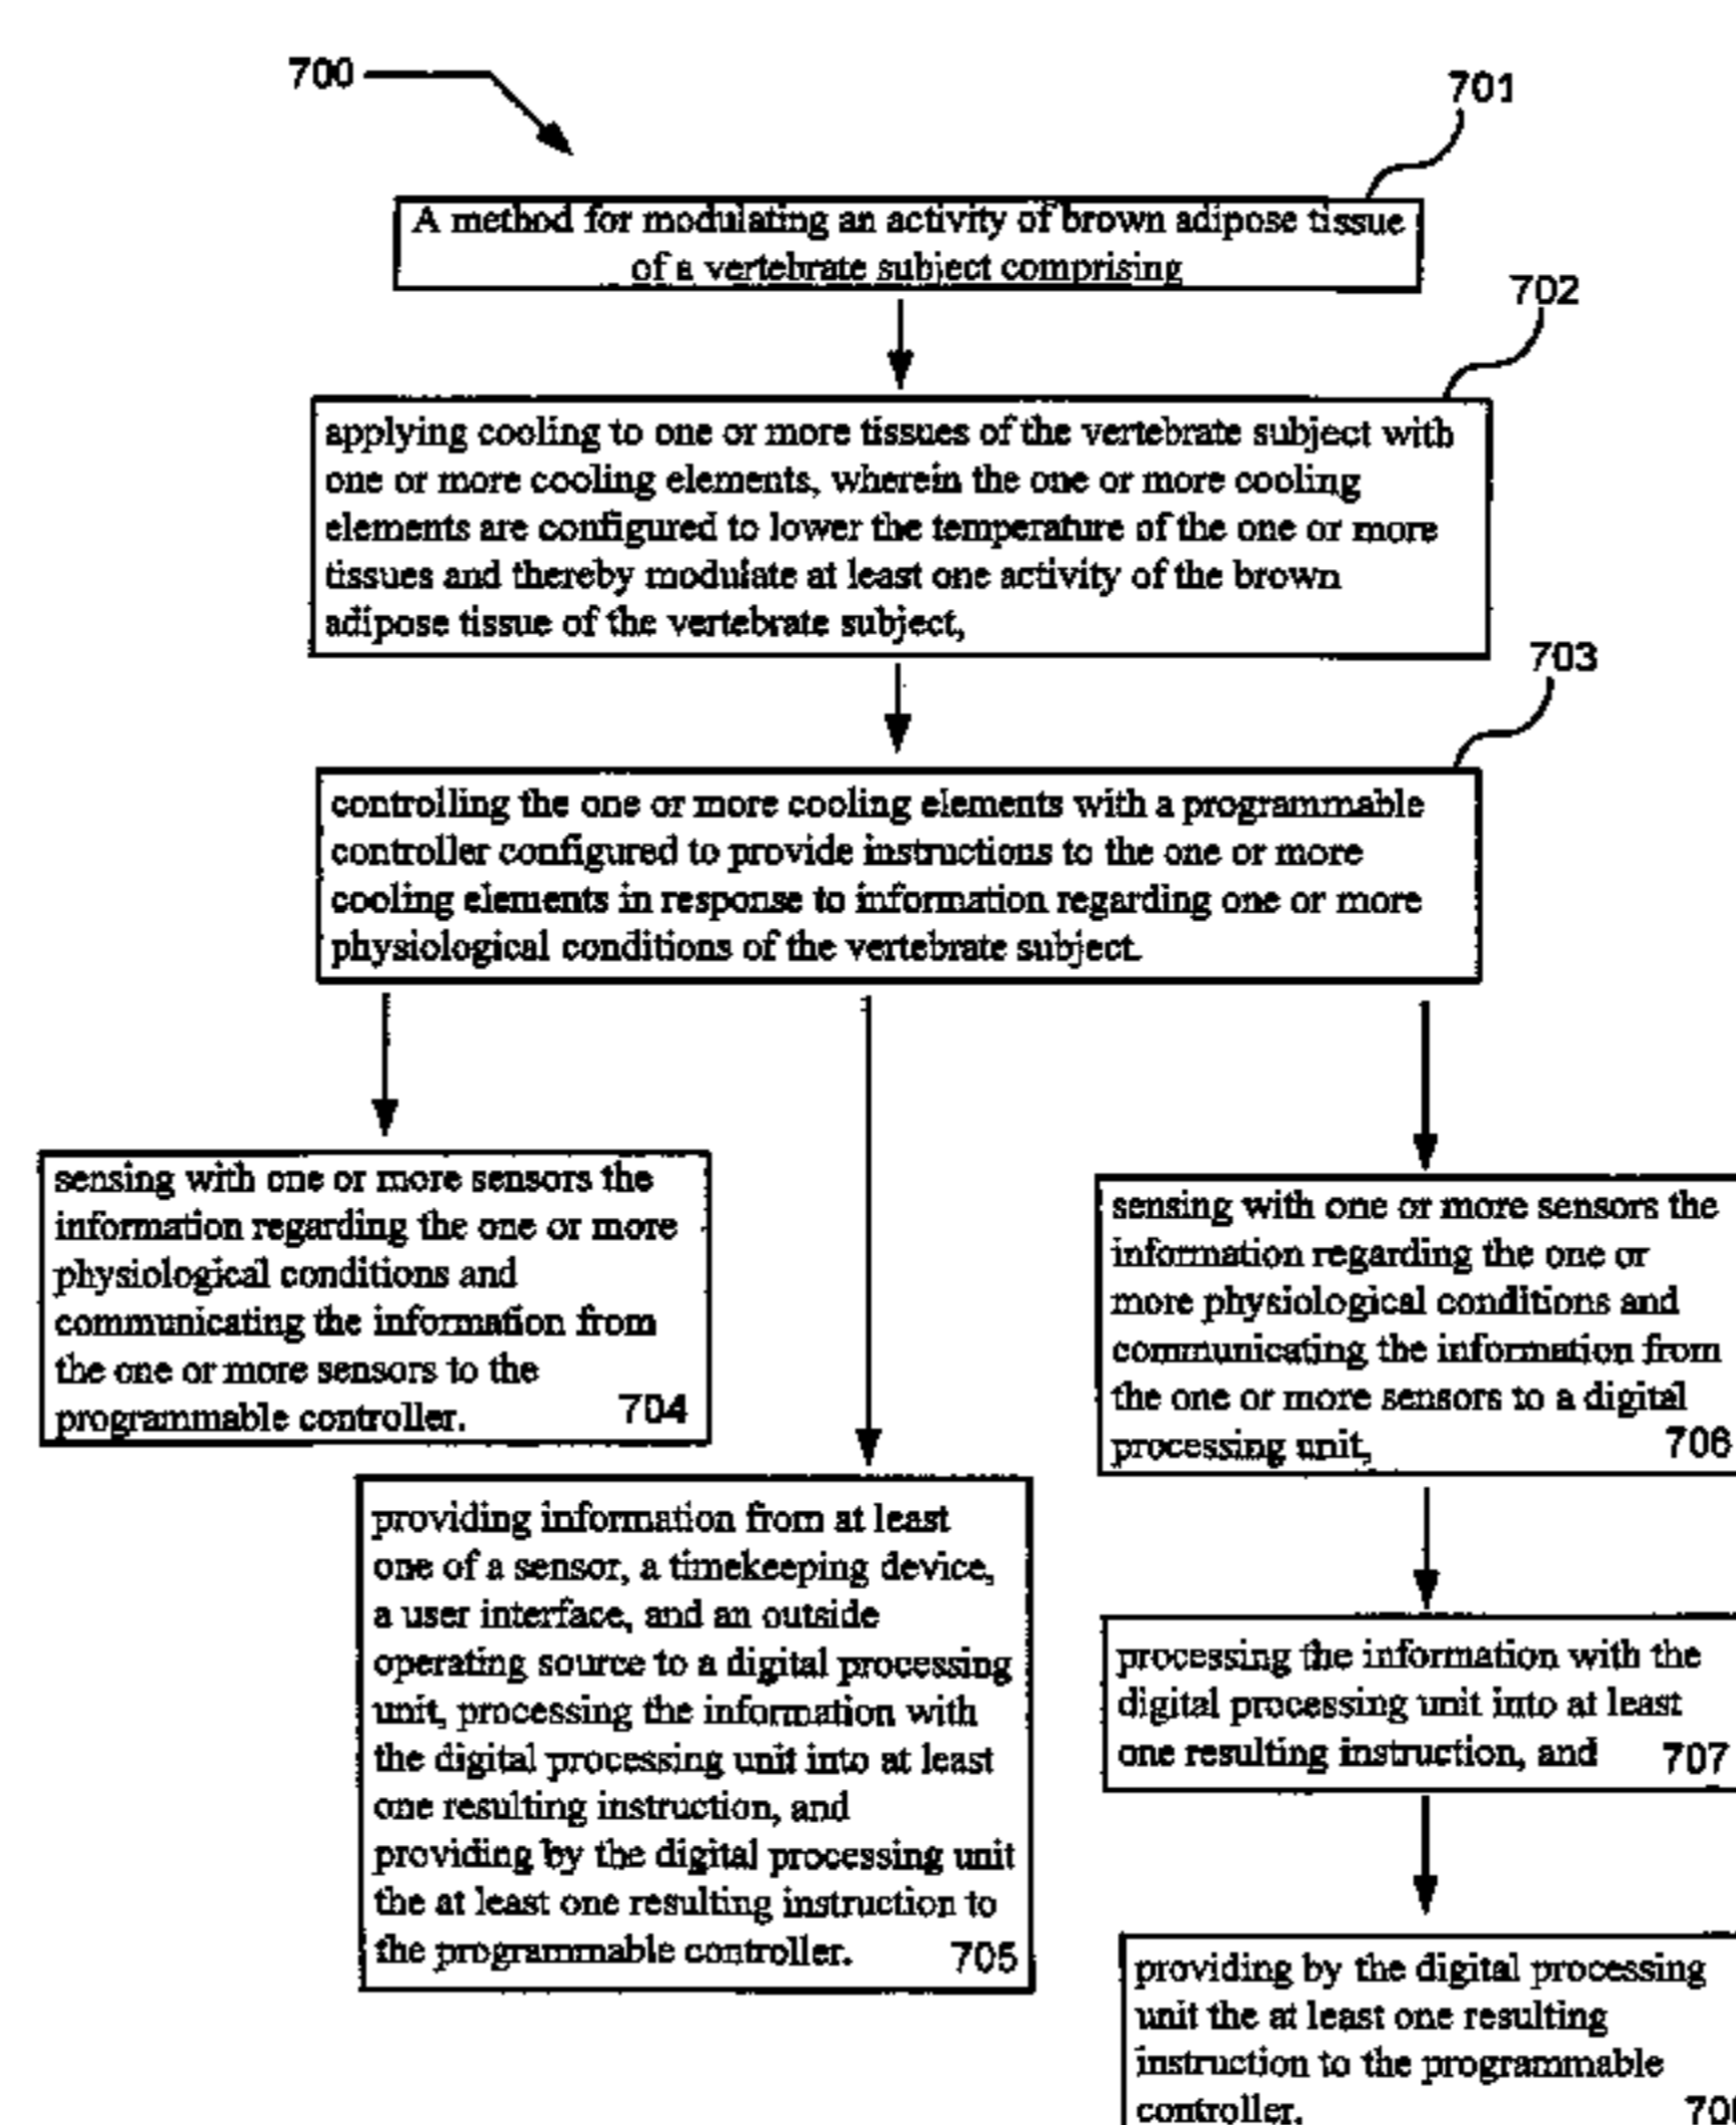 700
701
A method for modulating an activity of brown adipose tissue
of a vertebrate subject comprising
702
applying cooling to one or more tissues of the vertebrate subject with
one or more cooling elements, wherein the one or more cooling
elements are configured to lower the temperature of the one or more
tissues and thereby modulate at least one activity of the brown
adipose tissue of the vertebrate subject,
703
controlling the one or more cooling elements with a programmable
controller configured to provide instructions to the one or more
cooling elements in response to information regarding one or more
physiological conditions of the vertebrate subject.
sensing with one or more sensors the
information regarding the one or more
physiological conditions and
communicating the information from
the one or more sensors to the
programmable controller. 704
providing information from at least
one of a sensor, a timekeeping device,
a user interface, and an outside
operating source to a digital processing
unit, processing the information with
the digital processing unit into at least
one resulting instruction, and
providing by the digital processing unit
the at least one resulting instruction to
the programmable controller. 705
sensing with one or more sensors the
information regarding the one or
more physiological conditions and
communicating the information from
the one or more sensors to a digital
processing unit, 706
processing the information with the
digital processing unit into at least
one resulting instruction, and 707
providing by the digital processing
unit the at least one resulting
instruction to the programmable
controller.